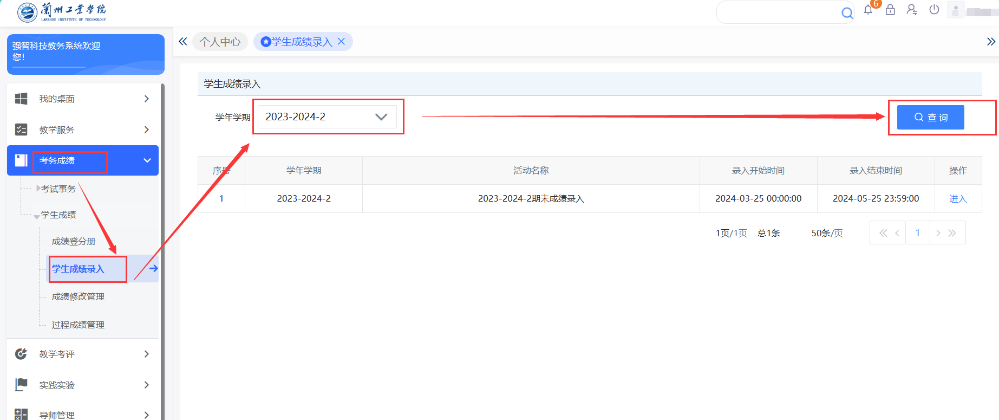 兰州工业学院
LANZHOU INSTITUTE OF TECHNOLOGY
6
强智科技教务系统欢迎
您!
个人中心
学生成绩录入
我的桌面
教学服务
考务成绩
考试事务
学生成绩
成绩登分册
学生成绩录入
成绩修改管理
过程成绩管理
教学考评
实践实验
导师管理
学生成绩录入
学年学期 2023-2024-2 查 询
序号 学年学期 活动名称 录入开始时间 录入结束时间 操作
1 2023-2024-2 2023-2024-2期末成绩录入 2024-03-25 00:00:00 2024-05-25 23:59:00 进入
1页/1页 总1条 50条/页 1